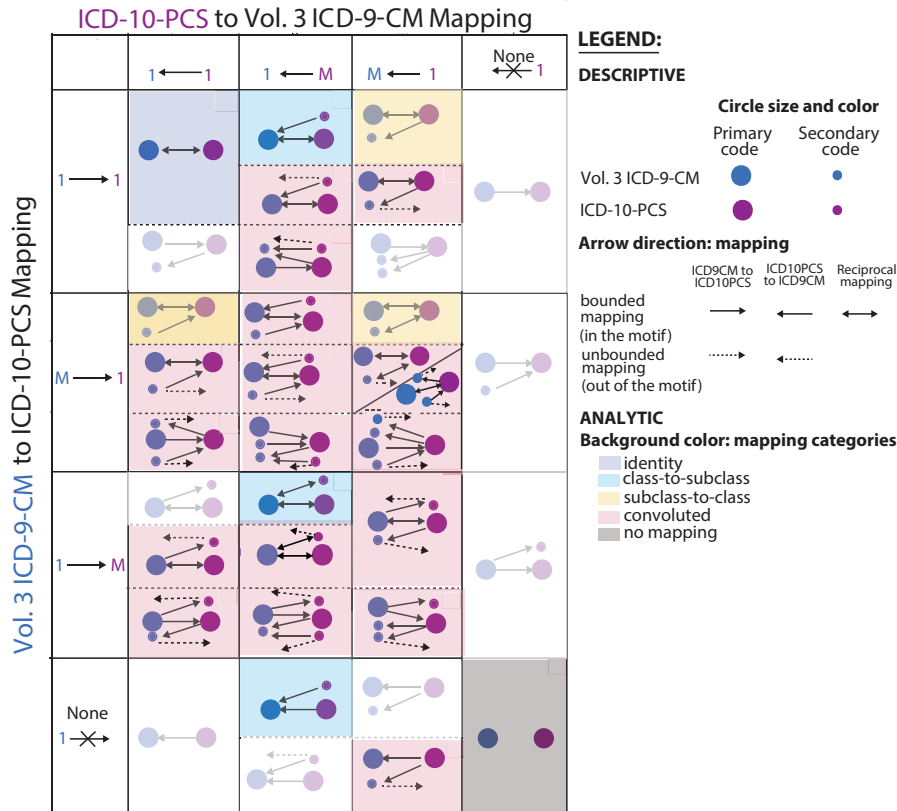 ICD-10-PCS to Vol. 3 ICD-9-CM Mapping
Vol. 3 ICD-9-CM to ICD-10-PCS Mapping
1 1
1 M
M 1
None
1
1 1
M 1
1 M
None
1
LEGEND:
DESCRIPTIVE
Circle size and color
Primary code
Secondary code
Vol. 3 ICD-9-CM
ICD-10-PCS
Arrow direction: mapping
ICD9CM to
ICD10PCS
ICD10PCS
to ICD9CM
Reciprocal
mapping
bounded
mapping
(in the motif)
unbounded
mapping
(out of the motif)
ANALYTIC
Background color: mapping categories
identity
class-to-subclass
subclass-to-class
convoluted
no mapping